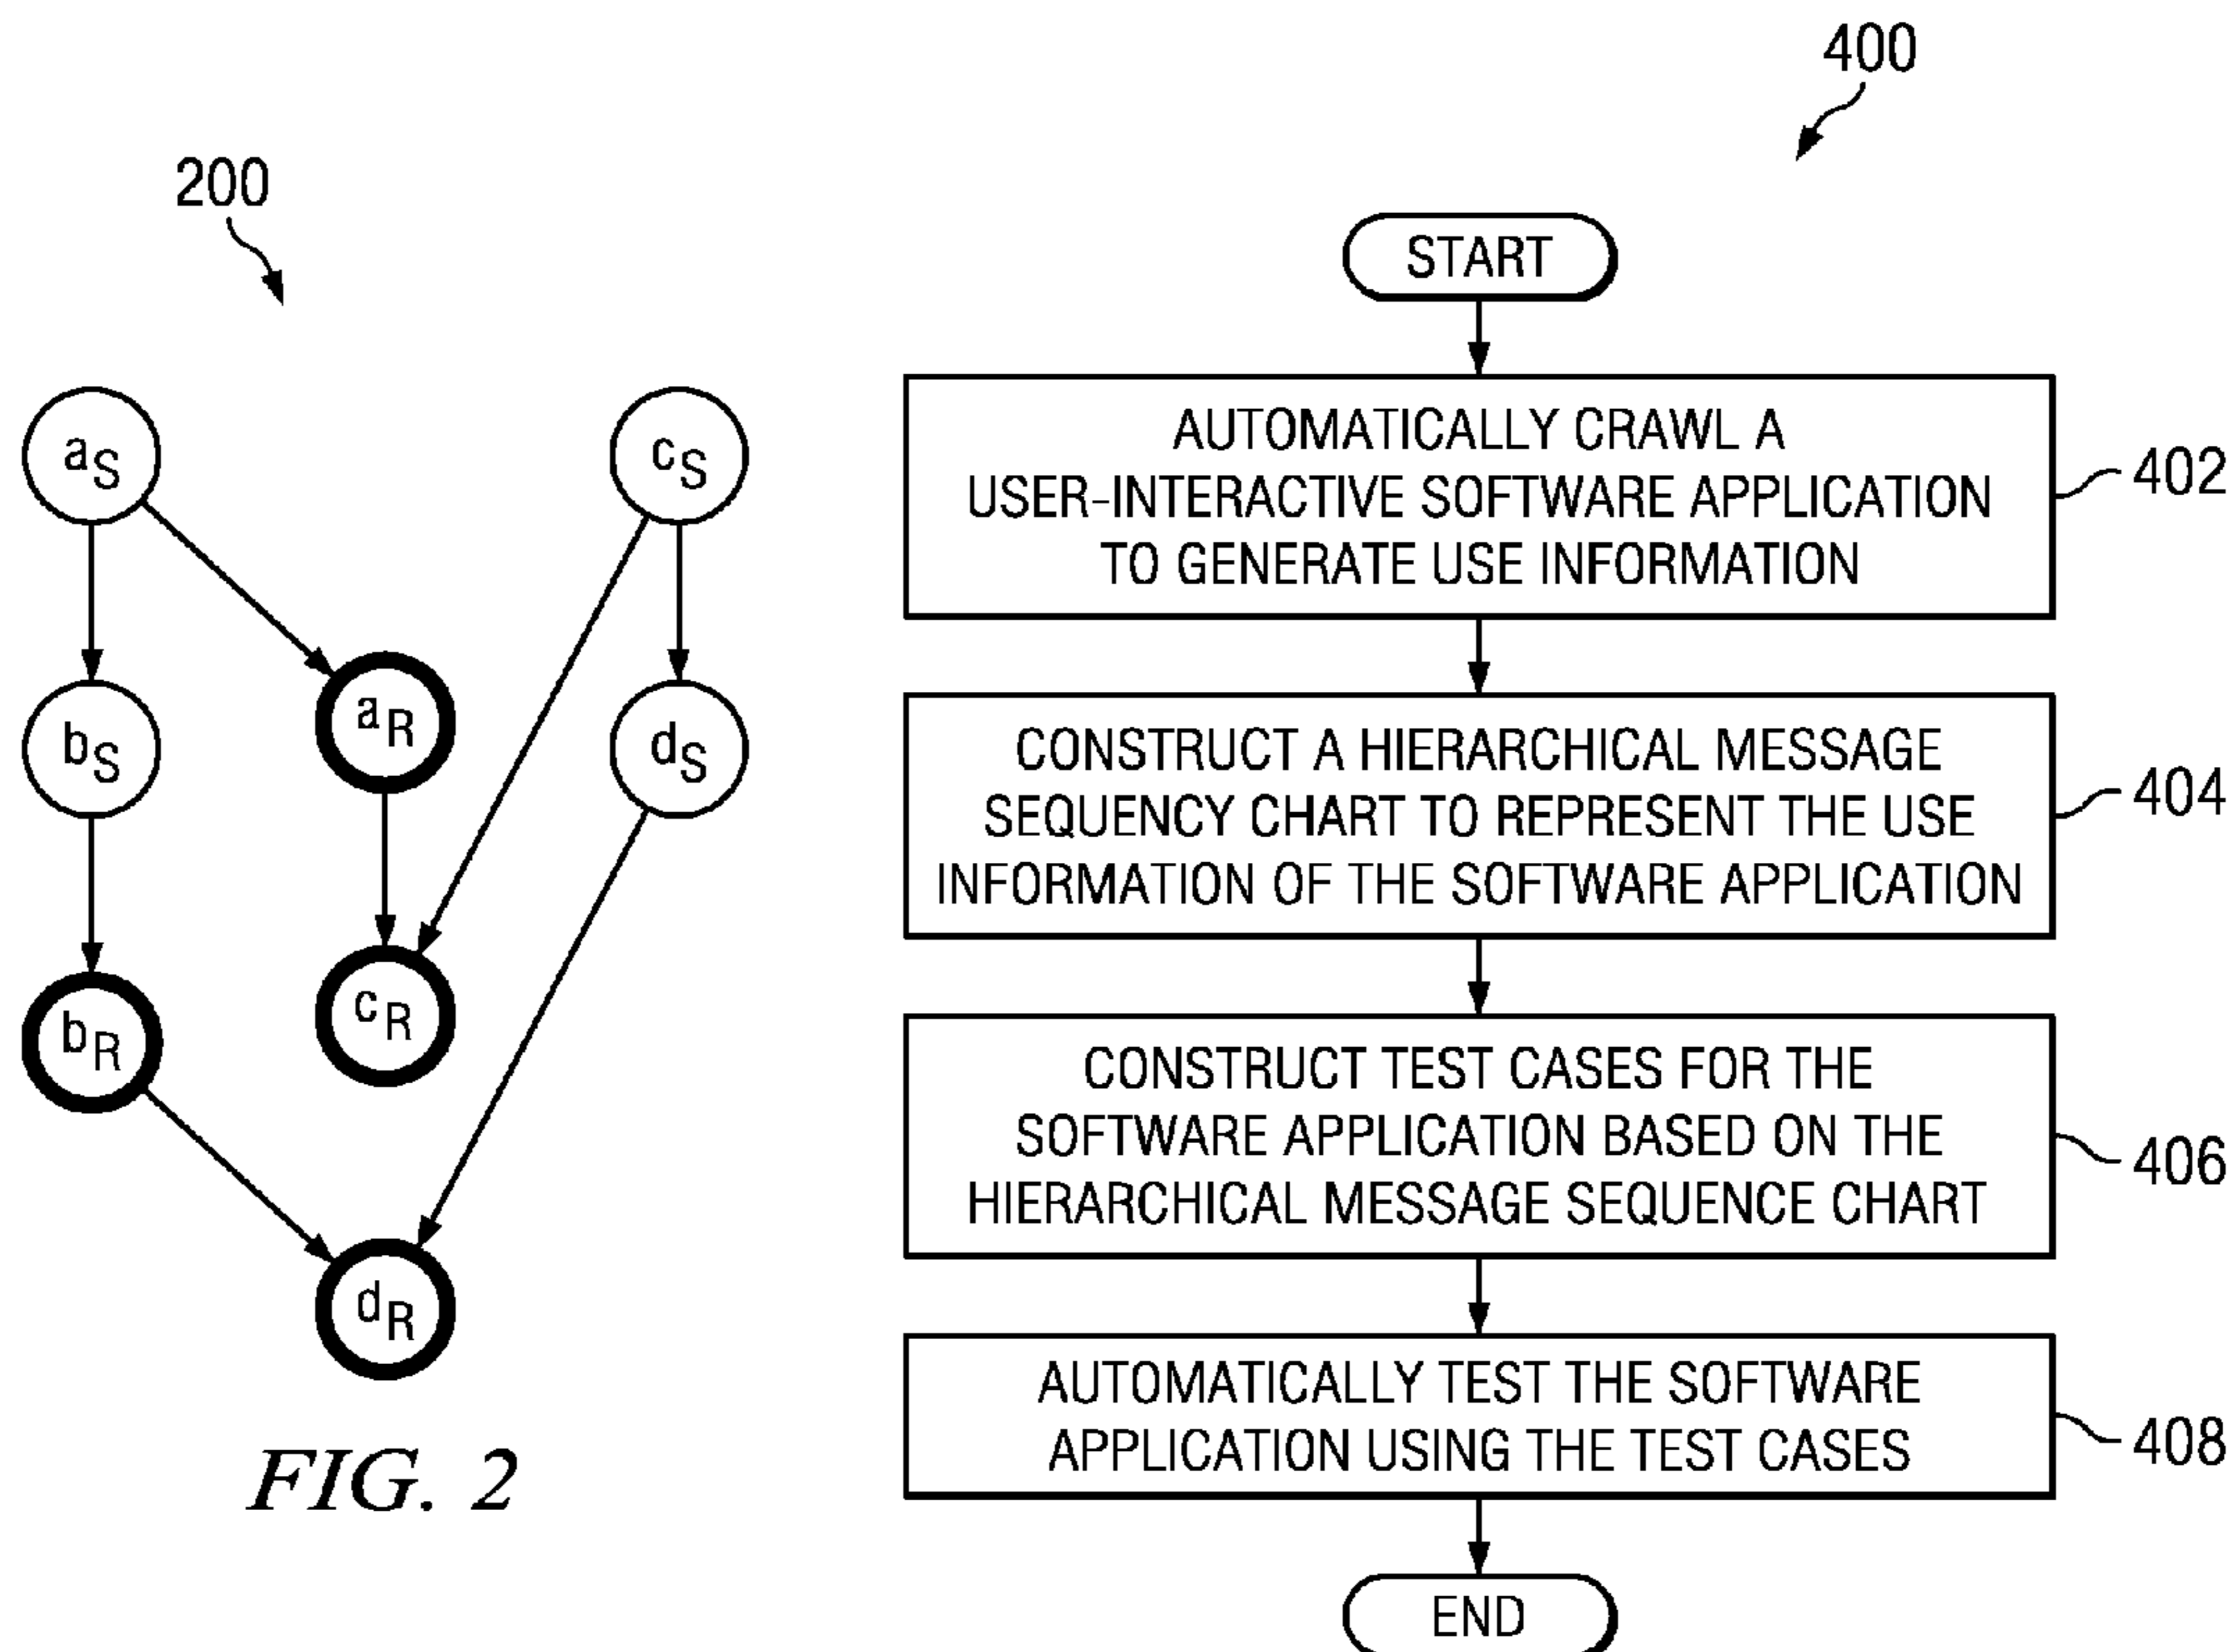 200
aS
cS
bS
aR
dS
bR
cR
dR
FIG. 2
400
START
AUTOMATICALLY CRAWL A
USER-INTERACTIVE SOFTWARE APPLICATION
TO GENERATE USE INFORMATION
402
CONSTRUCT A HIERARCHICAL MESSAGE
SEQUENCY CHART TO REPRESENT THE USE
INFORMATION OF THE SOFTWARE APPLICATION
404
CONSTRUCT TEST CASES FOR THE
SOFTWARE APPLICATION BASED ON THE
HIERARCHICAL MESSAGE SEQUENCE CHART
406
AUTOMATICALLY TEST THE SOFTWARE
APPLICATION USING THE TEST CASES
408
END